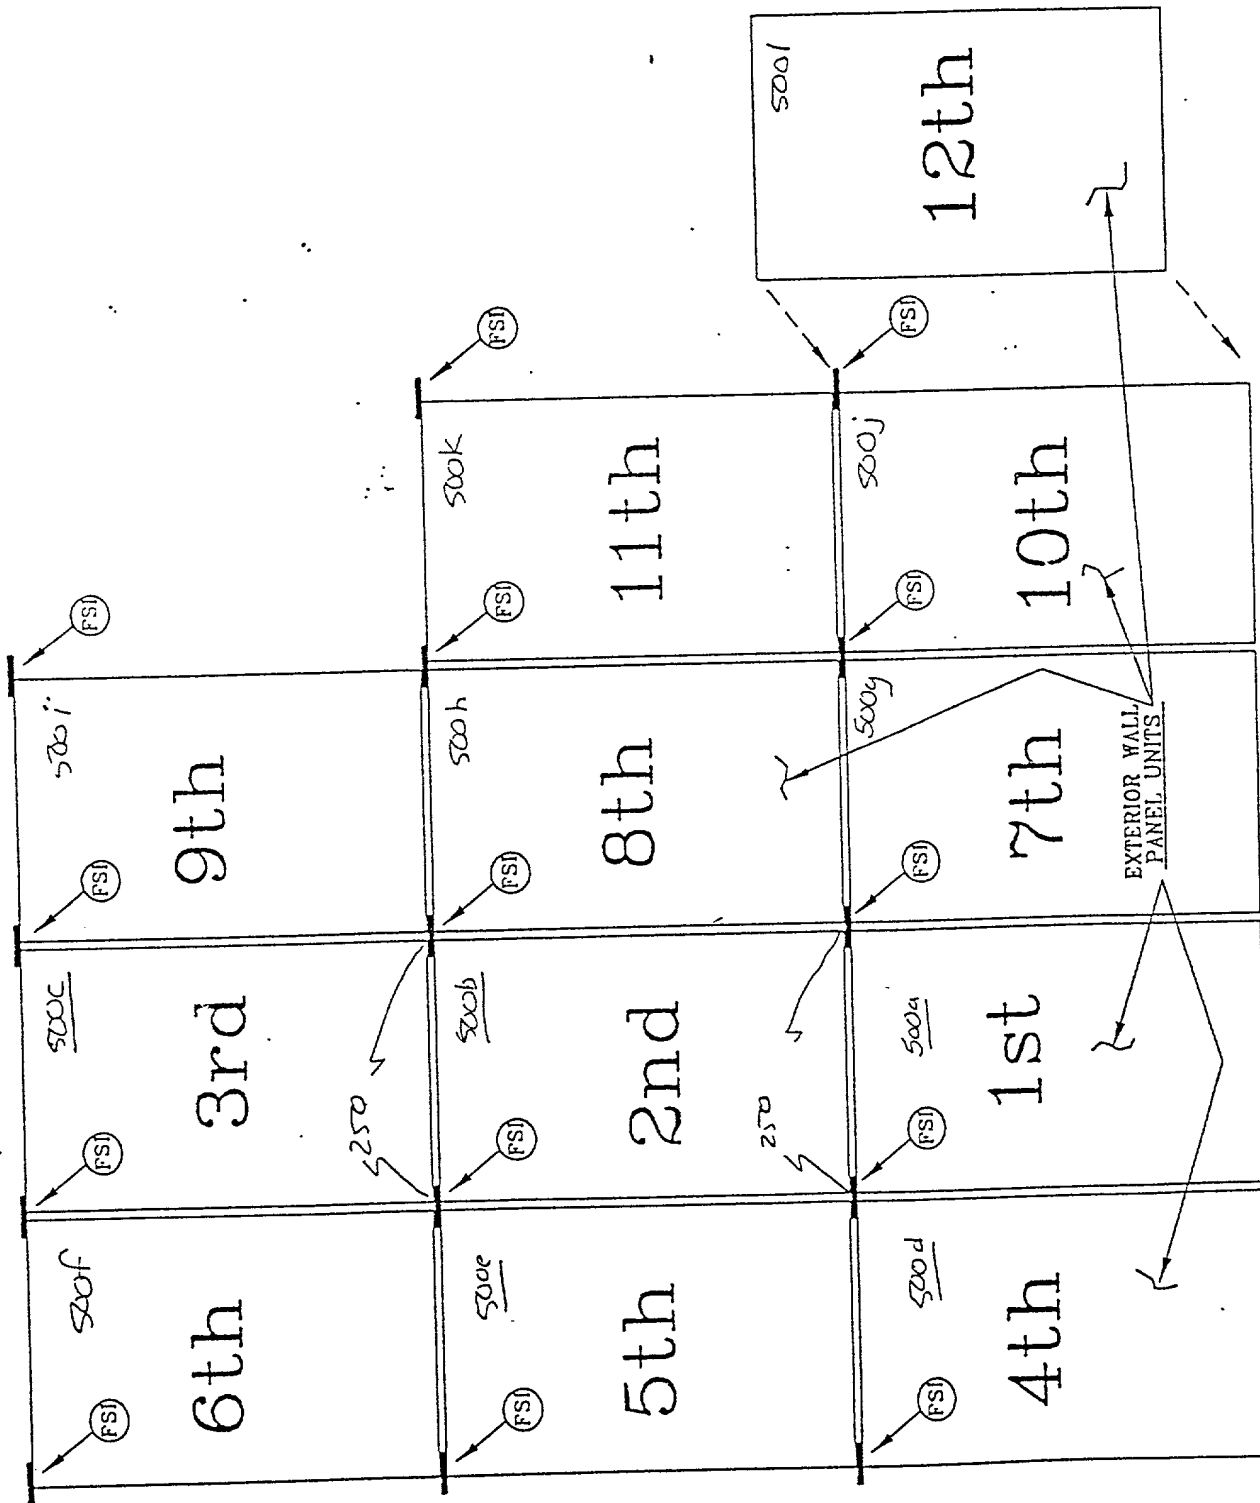 500f 500c 500i
FSI FSI FSI FSI
6th 3rd 9th
250
500e 500b 500h 500k
FSI FSI FSI FSI FSI
5th 2nd 8th 11th
250
500l
500d 500a 500g 500j
FSI FSI FSI FSI FSI
12th
4th 1st 7th 10th
EXTERIOR WALL
PANEL UNITS